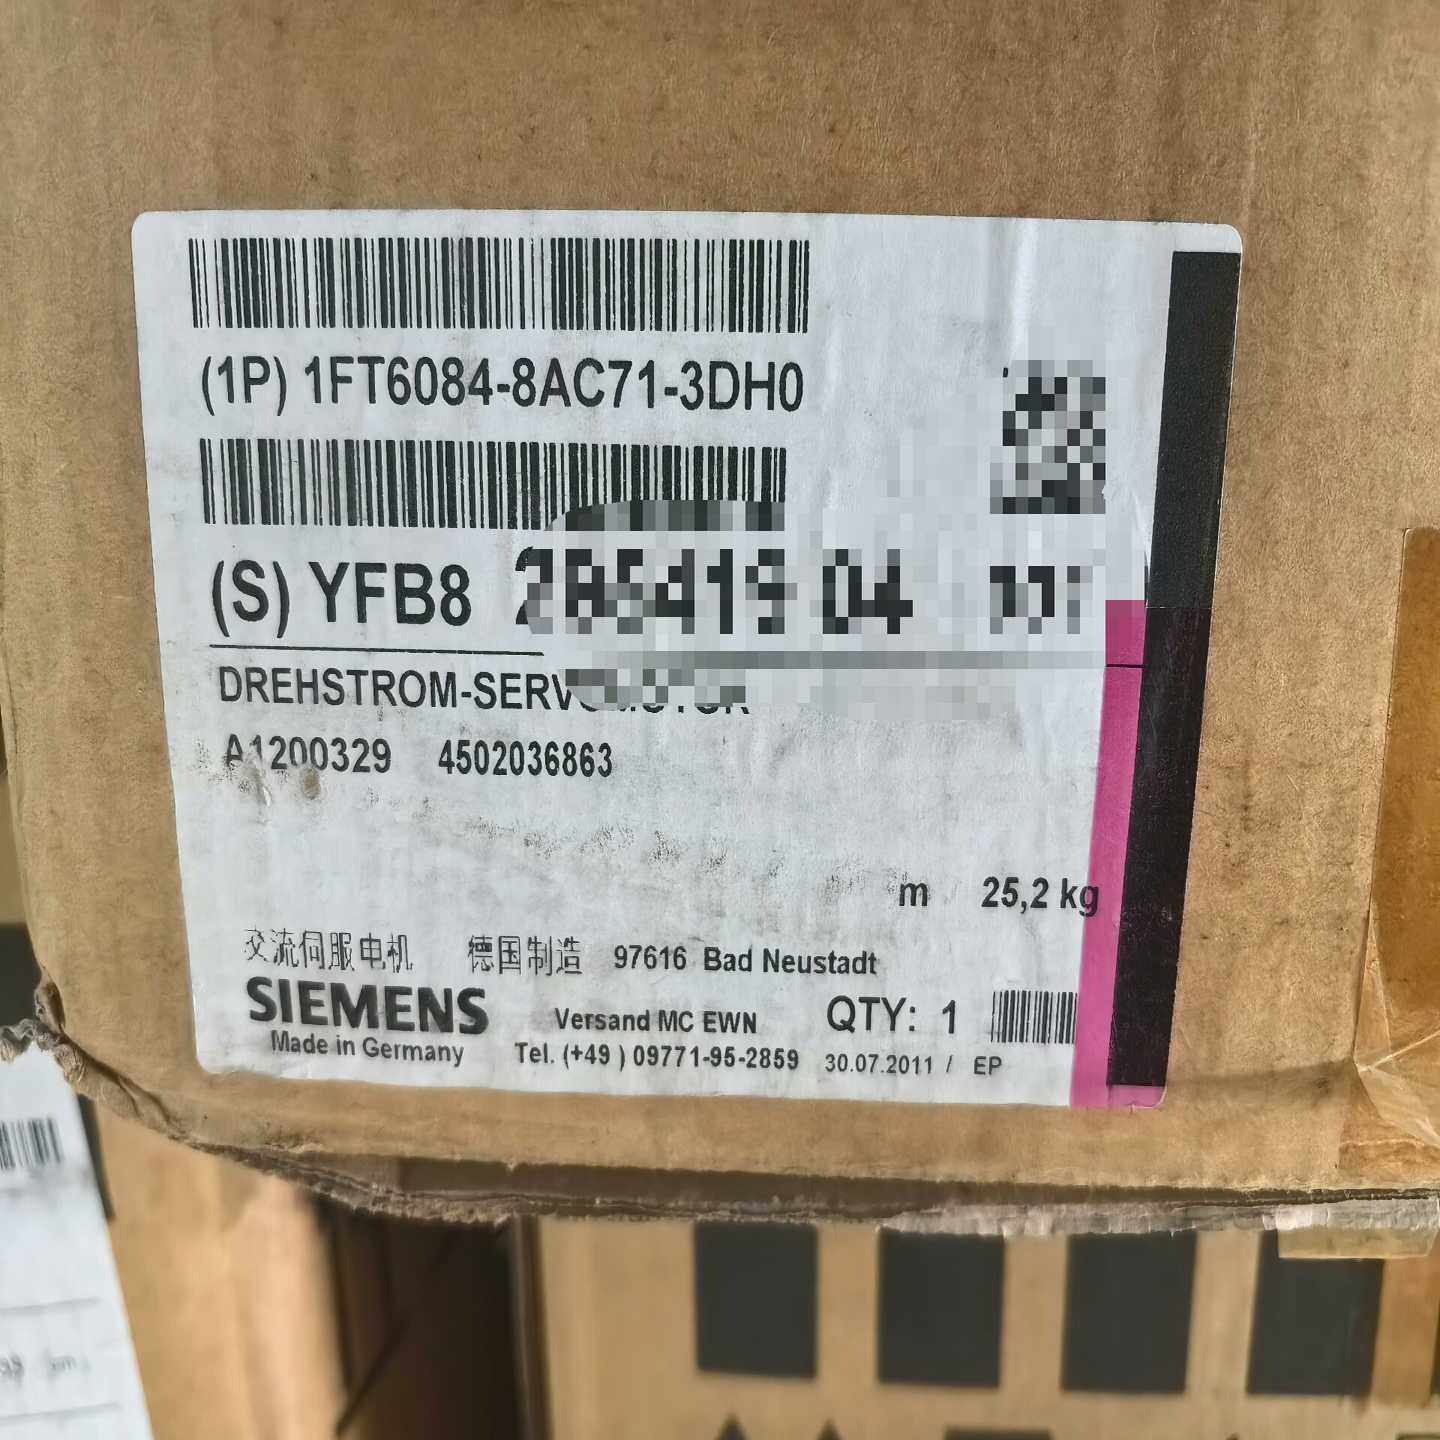 (1P) 1FT6084-8AC71-3DH0
(S) YFB8
DREHSTROM-SERVOMOTOR
A1200329 4502036863
m 25,2 kg
交流伺服电机 德国制造 97616 Bad Neustadt
SIEMENS Versand MC EWN QTY: 1
Made in Germany Tel. (+49 ) 09771-95-2859 30.07.2011 / EP